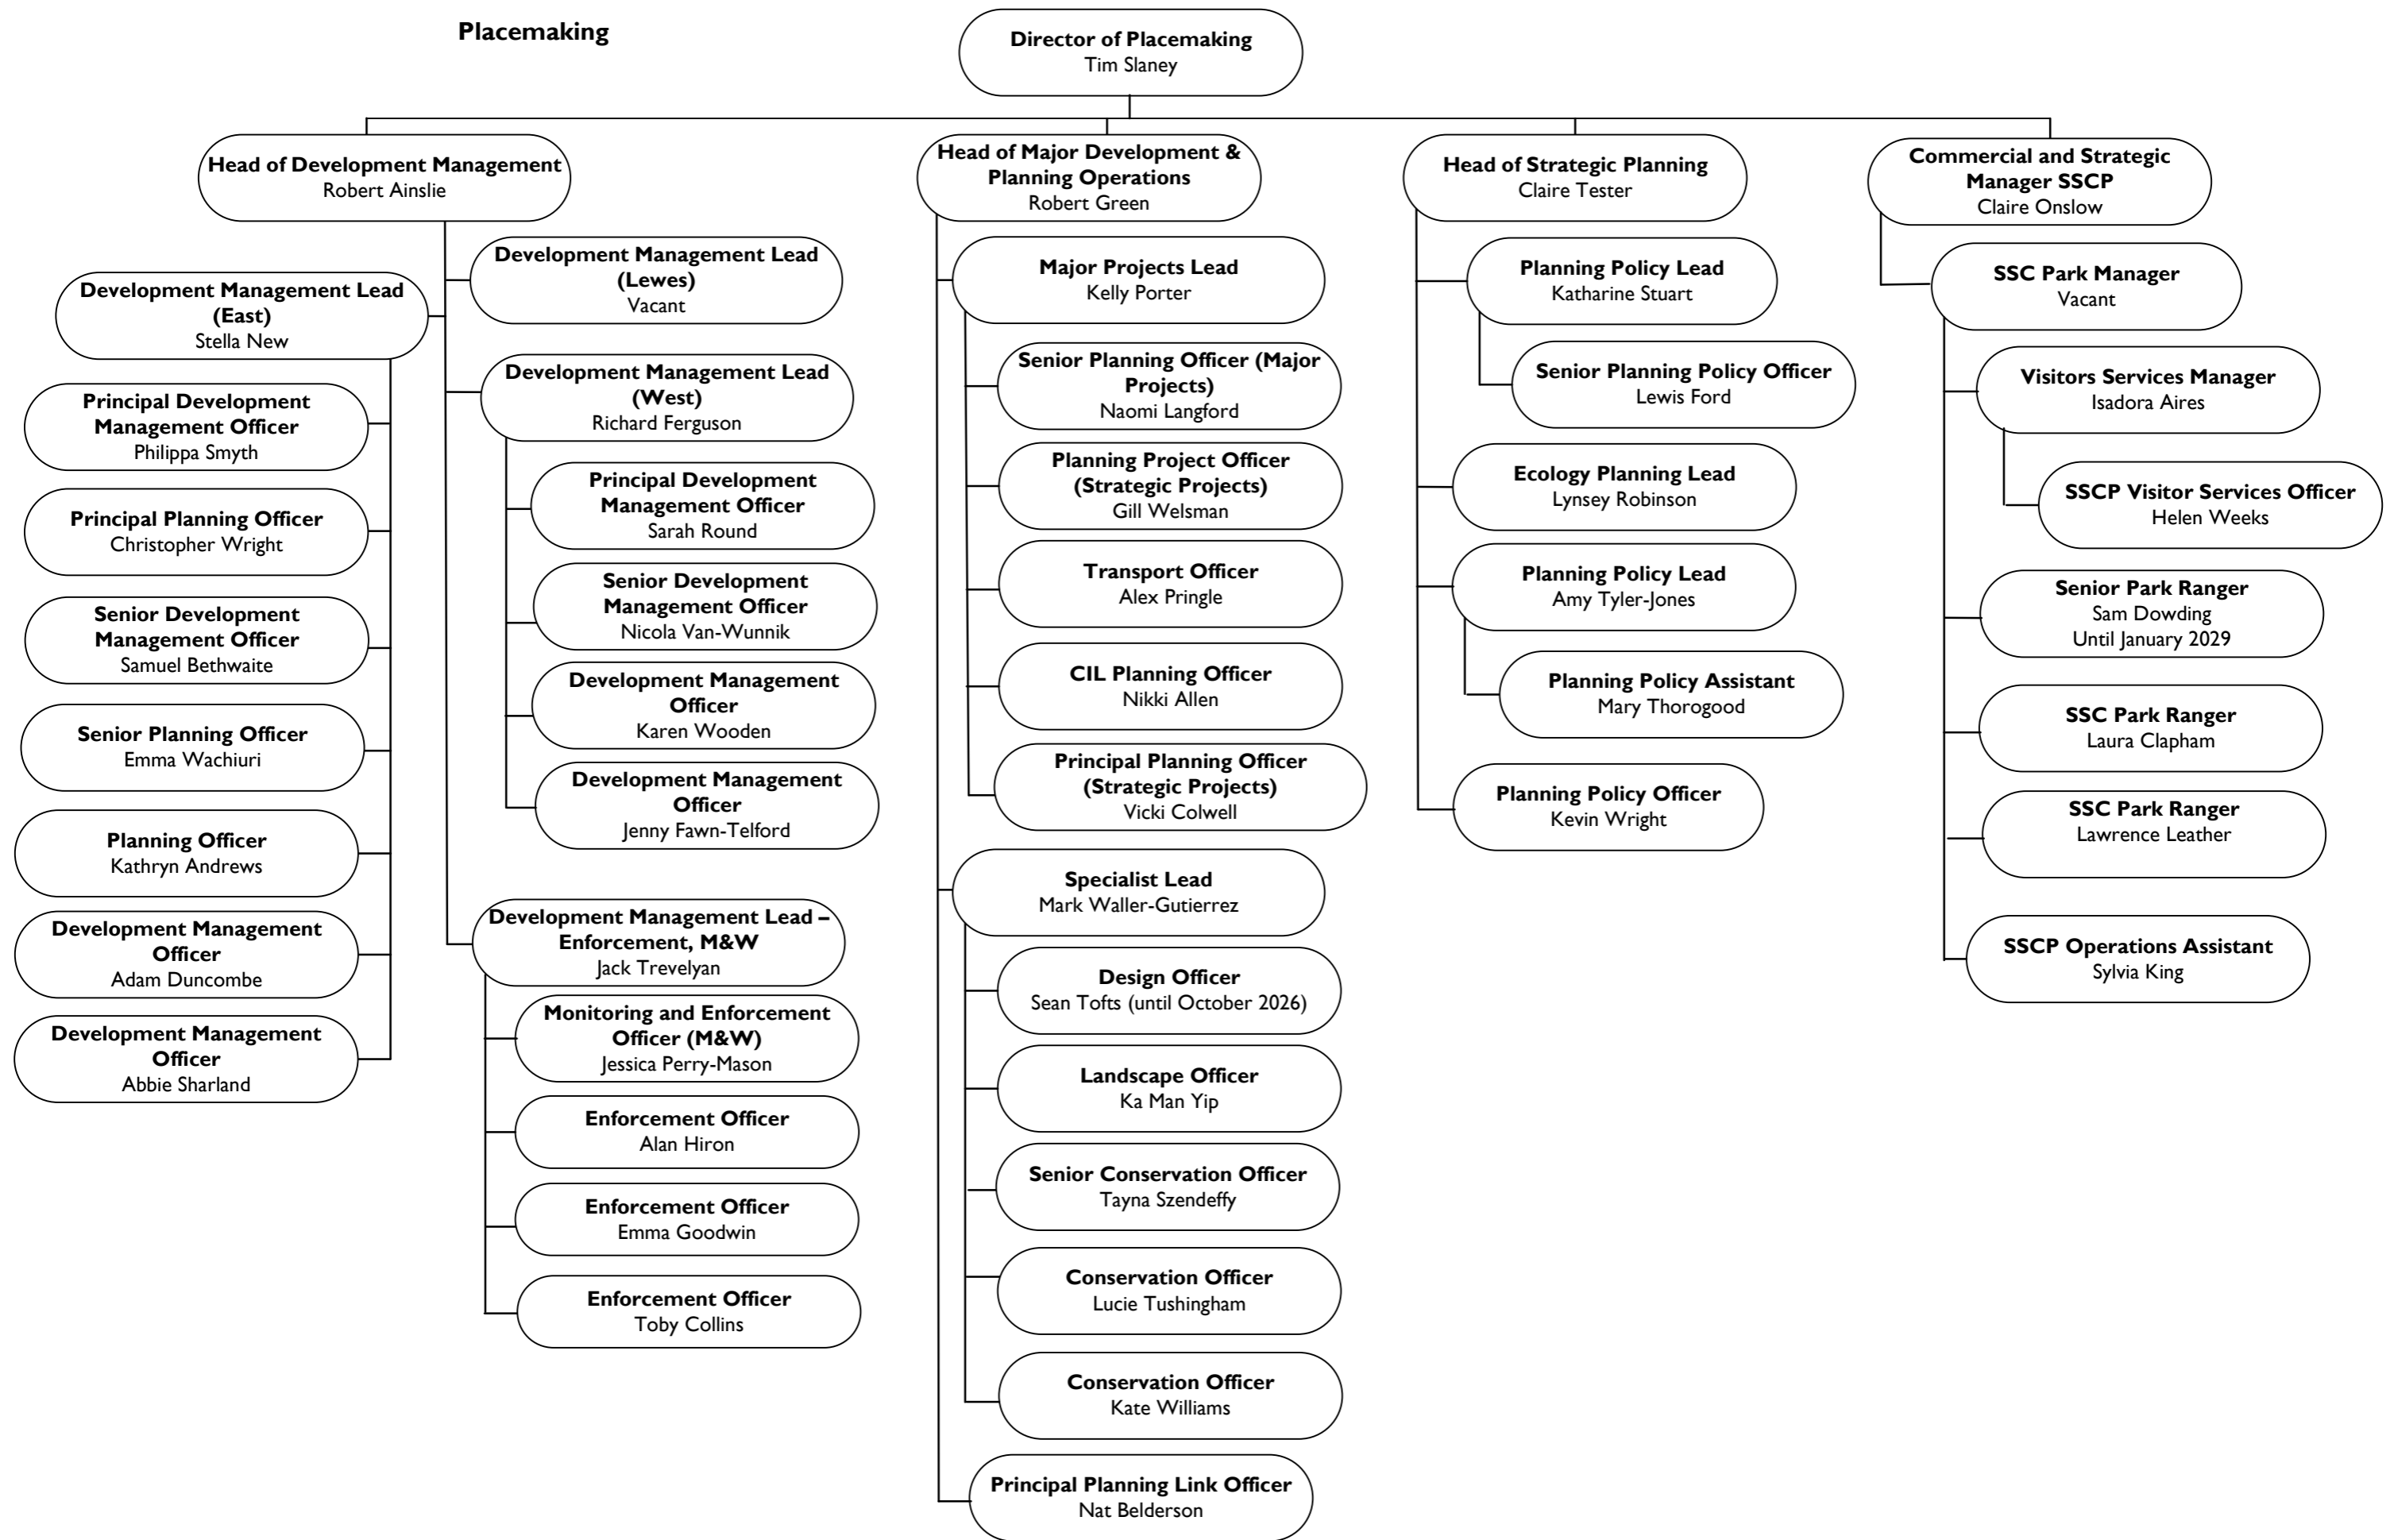 Placemaking
Director of Placemaking
Tim Slaney
Head of Development Management
Robert Ainslie
Development Management Lead
(East)
Stella New
Principal Development
Management Officer
Philippa Smyth
Principal Planning Officer
Christopher Wright
Senior Development
Management Officer
Samuel Bethwaite
Senior Planning Officer
Emma Wachiuri
Planning Officer
Kathryn Andrews
Development Management
Officer
Adam Duncombe
Development Management
Officer
Abbie Sharland
Development Management Lead
(Lewes)
Vacant
Development Management Lead
(West)
Richard Ferguson
Principal Development
Management Officer
Sarah Round
Senior Development
Management Officer
Nicola Van-Wunnik
Development Management
Officer
Karen Wooden
Development Management
Officer
Jenny Fawn-Telford
Development Management Lead –
Enforcement, M&W
Jack Trevelyan
Monitoring and Enforcement
Officer (M&W)
Jessica Perry-Mason
Enforcement Officer
Alan Hiron
Enforcement Officer
Emma Goodwin
Enforcement Officer
Toby Collins
Head of Major Development &
Planning Operations
Robert Green
Major Projects Lead
Kelly Porter
Senior Planning Officer (Major
Projects)
Naomi Langford
Planning Project Officer
(Strategic Projects)
Gill Welsman
Transport Officer
Alex Pringle
CIL Planning Officer
Nikki Allen
Principal Planning Officer
(Strategic Projects)
Vicki Colwell
Specialist Lead
Mark Waller-Gutierrez
Design Officer
Sean Tofts (until October 2026)
Landscape Officer
Ka Man Yip
Senior Conservation Officer
Tayna Szendeffy
Conservation Officer
Lucie Tushingham
Conservation Officer
Kate Williams
Principal Planning Link Officer
Nat Belderson
Head of Strategic Planning
Claire Tester
Planning Policy Lead
Katharine Stuart
Senior Planning Policy Officer
Lewis Ford
Ecology Planning Lead
Lynsey Robinson
Planning Policy Lead
Amy Tyler-Jones
Planning Policy Assistant
Mary Thorogood
Planning Policy Officer
Kevin Wright
Commercial and Strategic
Manager SSCP
Claire Onslow
SSC Park Manager
Vacant
Visitors Services Manager
Isadora Aires
SSCP Visitor Services Officer
Helen Weeks
Senior Park Ranger
Sam Dowding
Until January 2029
SSC Park Ranger
Laura Clapham
SSC Park Ranger
Lawrence Leather
SSCP Operations Assistant
Sylvia King